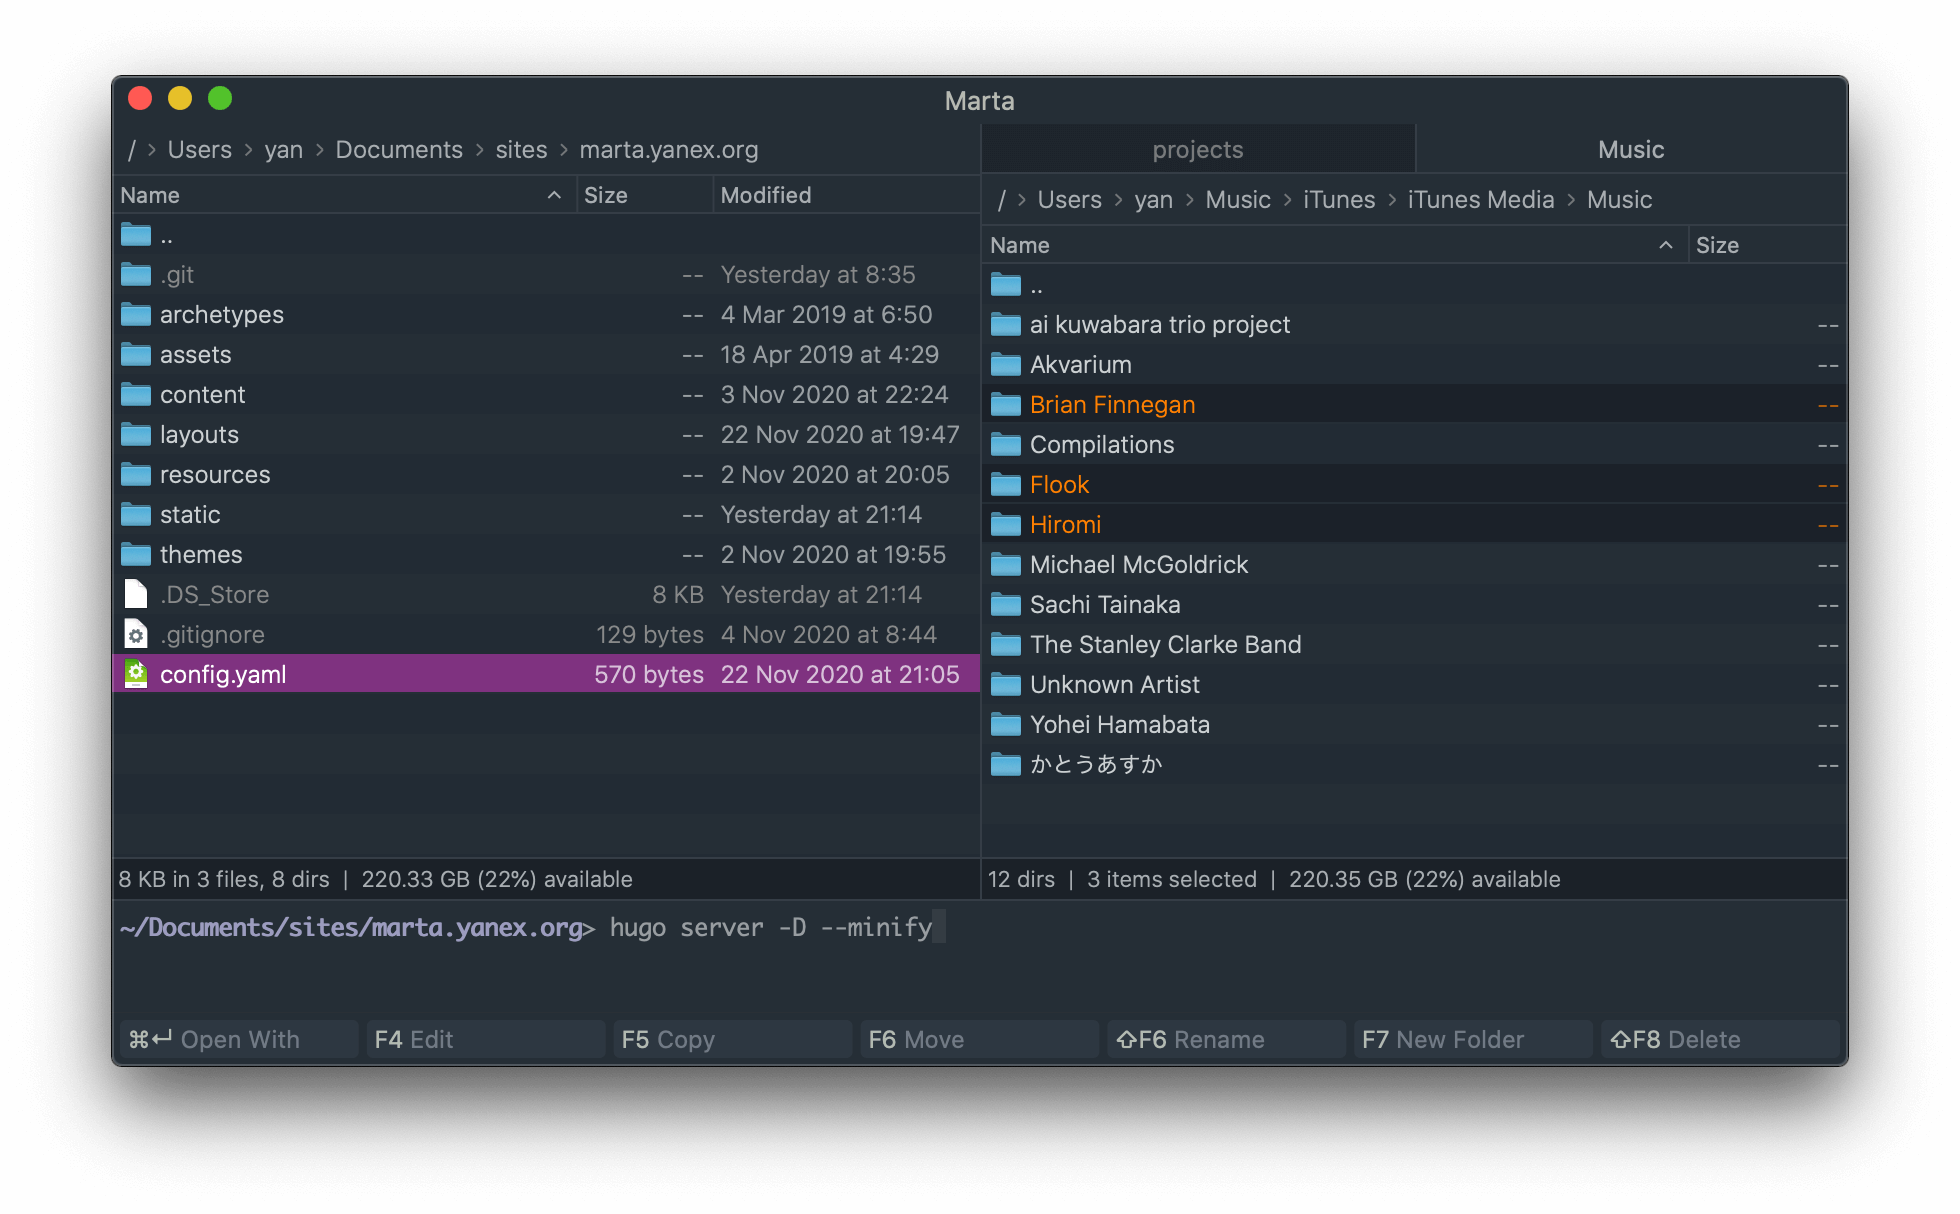 Marta
/ › Users › yan › Documents › sites › marta.yanex.org
Name Size Modified
..
.git -- Yesterday at 8:35
archetypes -- 4 Mar 2019 at 6:50
assets -- 18 Apr 2019 at 4:29
content -- 3 Nov 2020 at 22:24
layouts -- 22 Nov 2020 at 19:47
resources -- 2 Nov 2020 at 20:05
static -- Yesterday at 21:14
themes -- 2 Nov 2020 at 19:55
.DS_Store 8 KB Yesterday at 21:14
.gitignore 129 bytes 4 Nov 2020 at 8:44
config.yaml 570 bytes 22 Nov 2020 at 21:05
8 KB in 3 files, 8 dirs | 220.33 GB (22%) available
projects Music
/ › Users › yan › Music › iTunes › iTunes Media › Music
Name Size
..
ai kuwabara trio project --
Akvarium --
Brian Finnegan --
Compilations --
Flook --
Hiromi --
Michael McGoldrick --
Sachi Tainaka --
The Stanley Clarke Band --
Unknown Artist --
Yohei Hamabata --
かとうあすか --
12 dirs | 3 items selected | 220.35 GB (22%) available
~/Documents/sites/marta.yanex.org> hugo server -D --minify
⌘↵ Open With F4 Edit F5 Copy F6 Move ⇧F6 Rename F7 New Folder ⇧F8 Delete